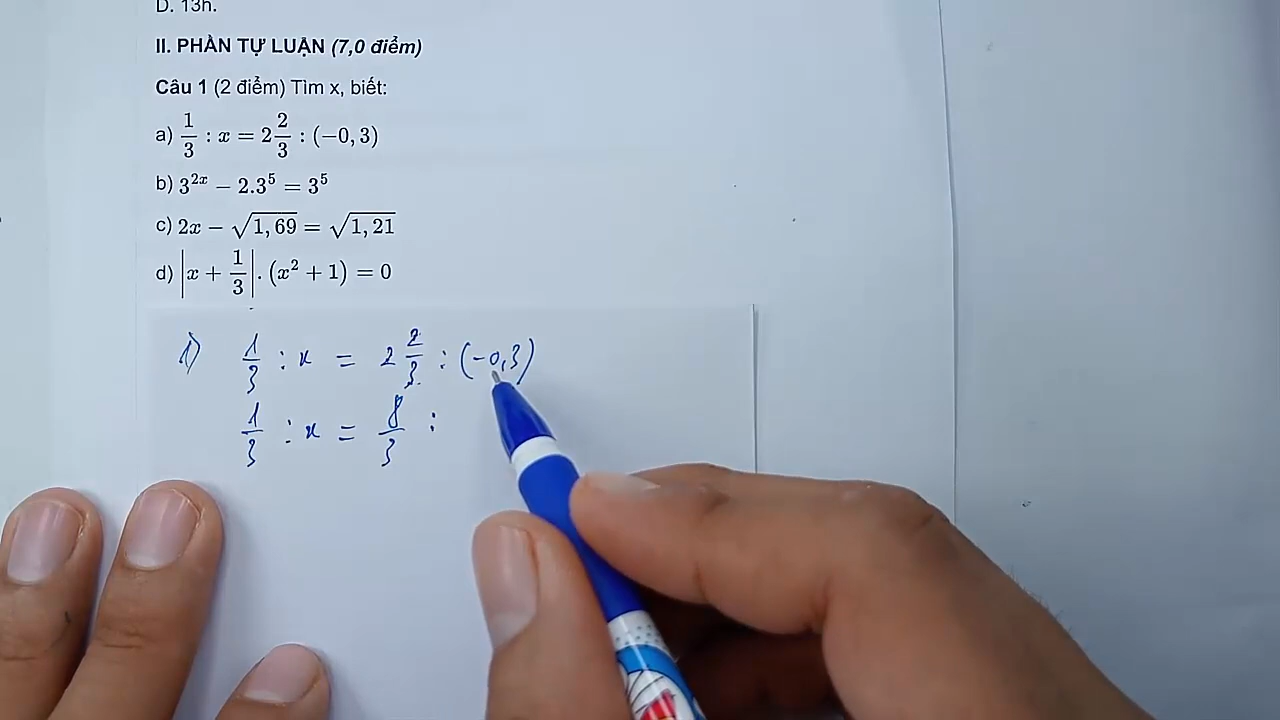 D. 13h.
II. PHẦN TỰ LUẬN (7,0 điểm)
Câu 1 (2 điểm) Tìm x, biết:
a) 1/3 : x = 2 2/3 : (−0,3)
b) 3^{2x} − 2.3^5 = 3^5
c) 2x − √1,69 = √1,21
d) |x + 1/3|.(x^2 + 1) = 0
1) 1/3 : x = 2 2/3 : (-0,3)
1/3 : x = 8/3 :